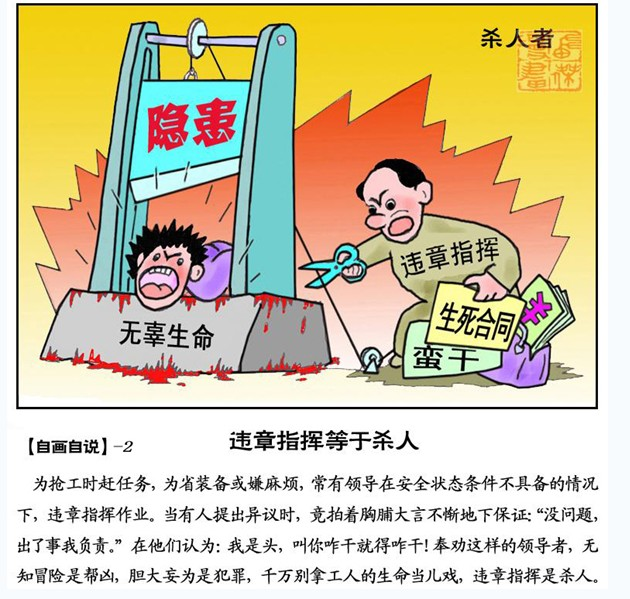 杀人者
隐患
违章指挥
生死合同
¥
蛮干
无辜生命
【自画自说】-2
违章指挥等于杀人
为抢工时赶任务，为省装备或嫌麻烦，常有领导在安全状态条件不具备的情况
下，违章指挥作业。当有人提出异议时，竟拍着胸脯大言不惭地下保证：“没问题，
出了事我负责。”在他们认为：我是头，叫你咋干就得咋干！奉劝这样的领导者，无
知冒险是帮凶，胆大妄为是犯罪，千万别拿工人的生命当儿戏，违章指挥是杀人。